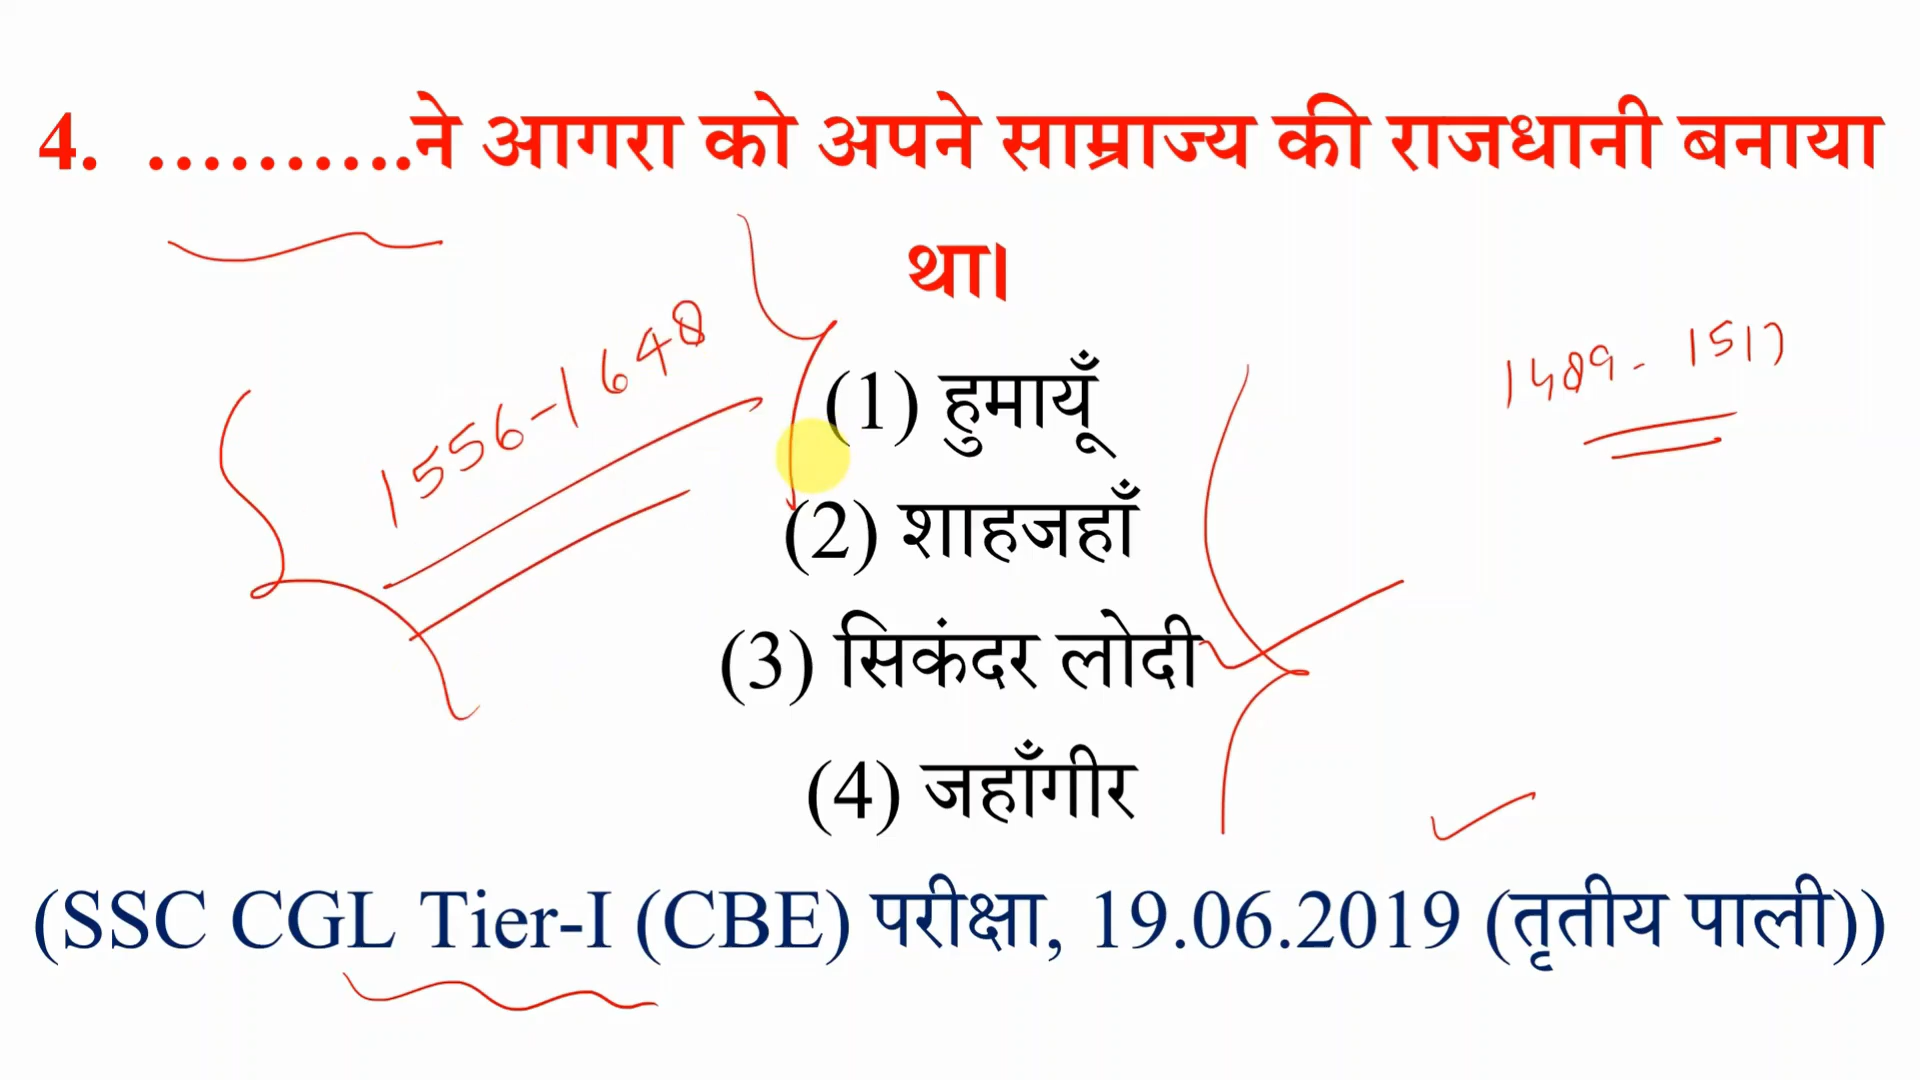 4. ..........ने आगरा को अपने साम्राज्य की राजधानी बनाया
था।
1556-1648
1489- 1517
(1) हुमायूँ
(2) शाहजहाँ
(3) सिकंदर लोदी
(4) जहाँगीर
(SSC CGL Tier-I (CBE) परीक्षा, 19.06.2019 (तृतीय पाली))